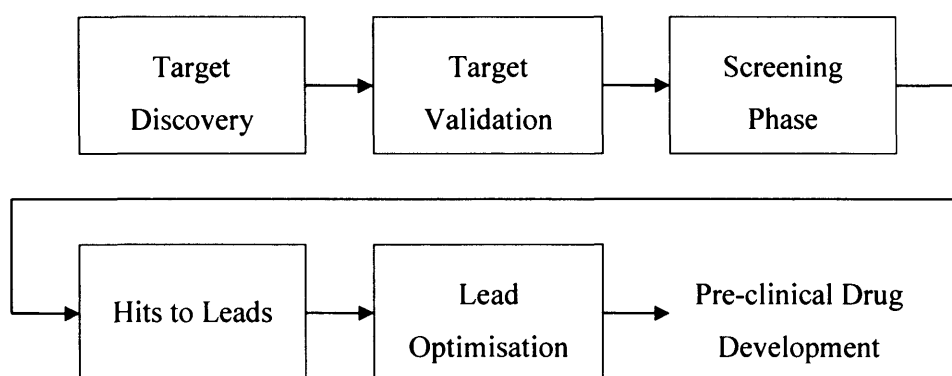 Target
Discovery
Target
Validation
Screening
Phase
Hits to Leads
Lead
Optimisation
Pre-clinical Drug
Development